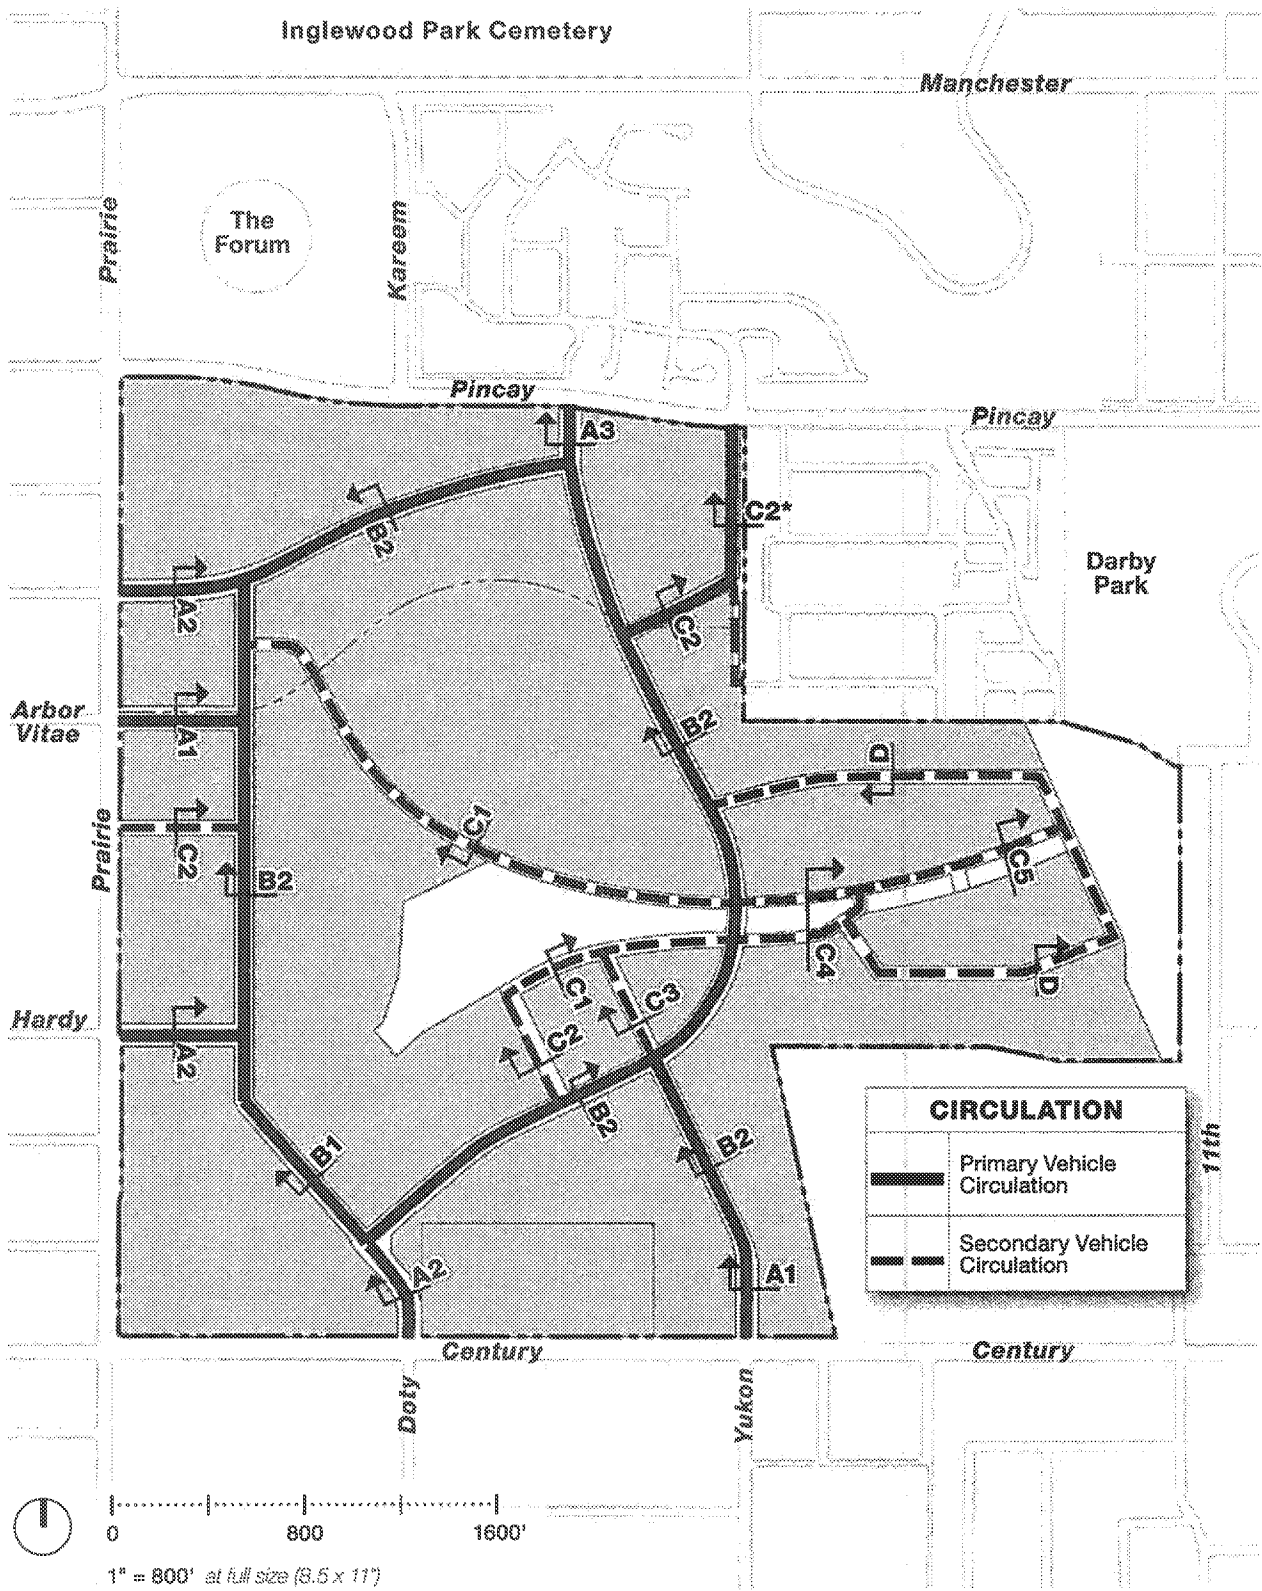 Inglewood Park Cemetery
Manchester
Prairie
The
Forum
Kareem
Pincay
Pincay
A3
C2*
B2
Darby
Park
A2
C2
Arbor
Vitae
A1
B2
D
Prairie
C2
C1
C5
B2
C4
D
C1
C3
Hardy
A2
C2
B2
B1
B2
CIRCULATION
Primary Vehicle
Circulation
Secondary Vehicle
Circulation
11th
A2
A1
Century
Century
Doty
Yukon
0
800
1600'
1" = 800' at full size (8.5 x 11")